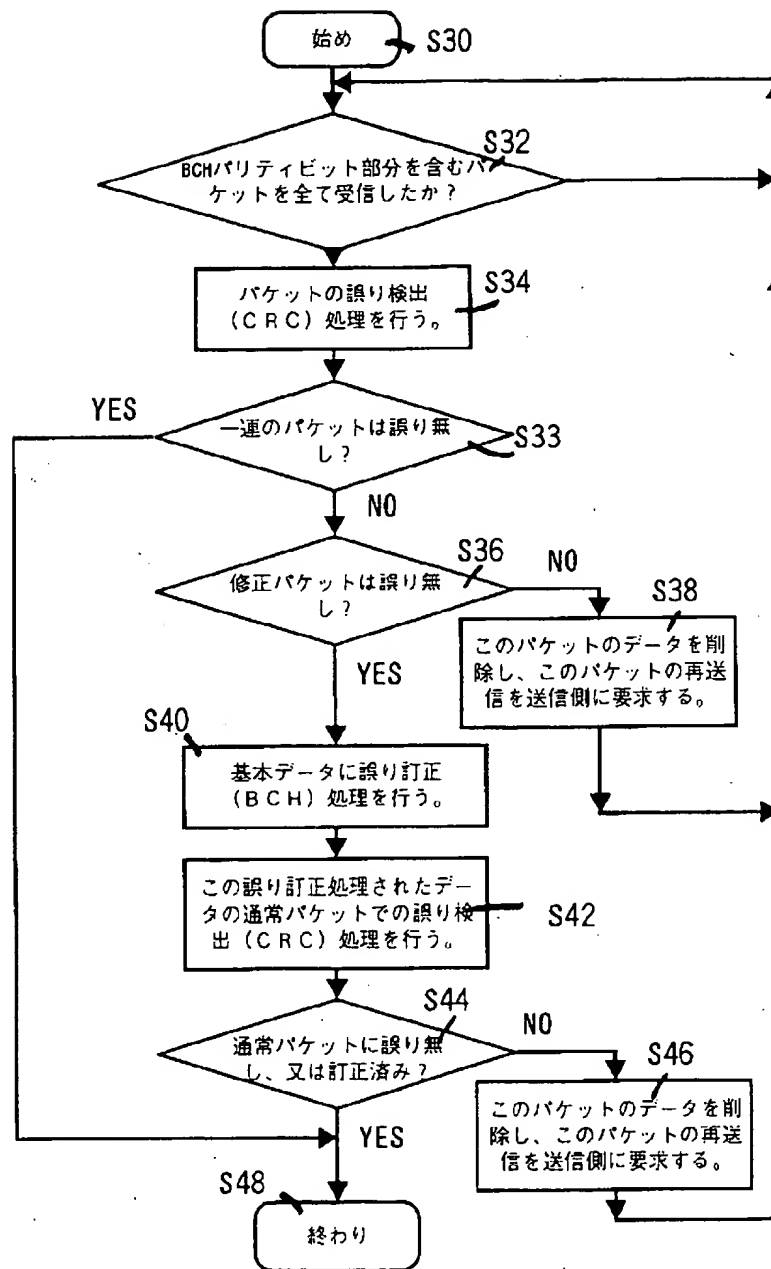 始め
S30
S32
BCHパリティビット部分を含むパ
ケットを全て受信したか？
S34
パケットの誤り検出
（ＣＲＣ）処理を行う。
YES
一連のパケットは誤り無
し？
S33
NO
S36
NO
修正パケットは誤り無
し？
S38
このパケットのデータを削
除し、このパケットの再送
信を送信側に要求する。
YES
S40
基本データに誤り訂正
（ＢＣＨ）処理を行う。
この誤り訂正処理されたデー
タの通常パケットでの誤り検
出（ＣＲＣ）処理を行う。
S42
S44
NO
通常パケットに誤り無
し、又は訂正済み？
S46
このパケットのデータを削
除し、このパケットの再送
信を送信側に要求する。
YES
S48
終わり